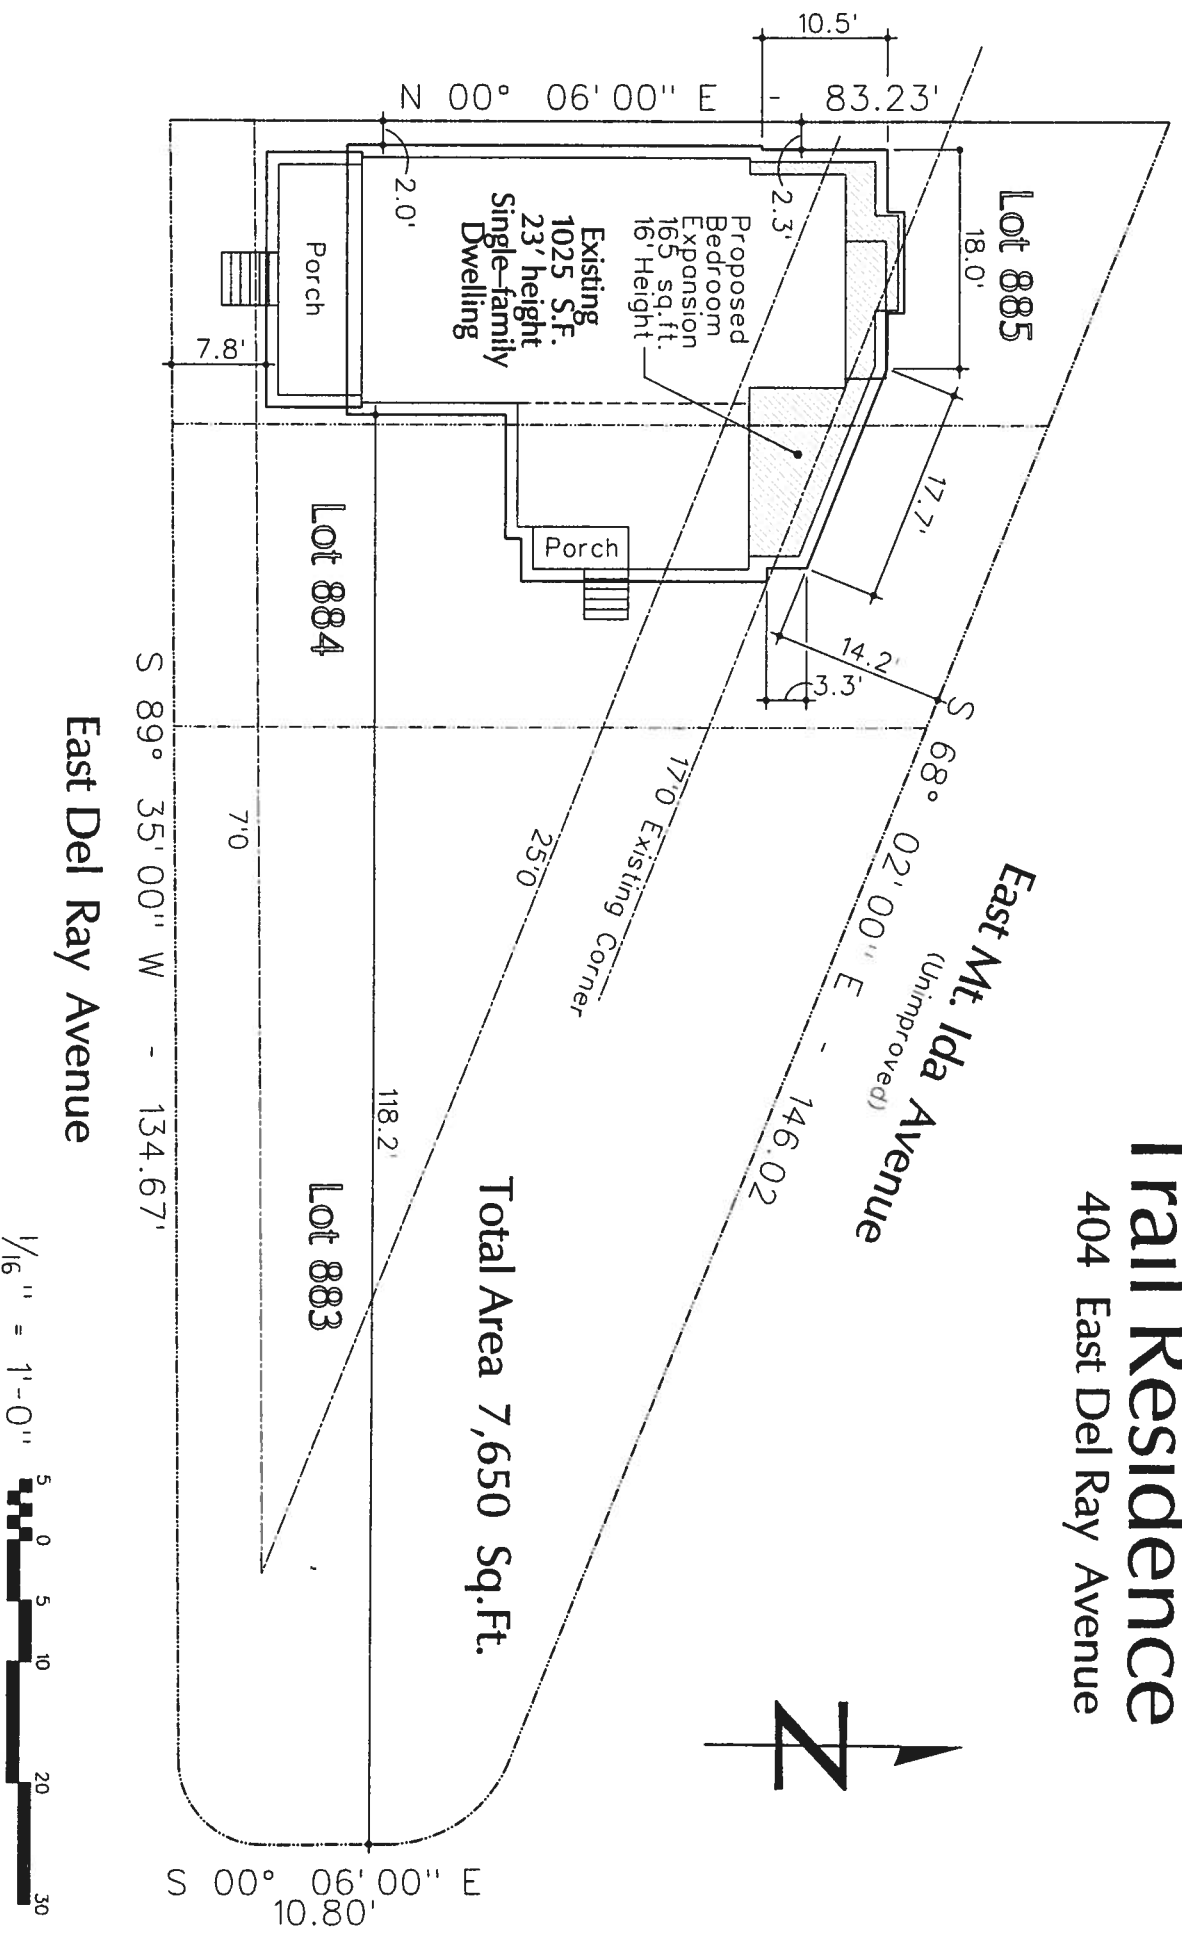 Trail Residence
404 East Del Ray Avenue
10.5'
N 00° 06' 00" E - 83.23'
2.0'
2.3'
Lot 885
18.0'
Proposed
Bedroom
Expansion
165 sq.ft.
16' Height
Existing
1025 S.F.
23' height
Single-family
Dwelling
Porch
7.8'
17.7'
Porch
Lot 884
14.2'
3.3'
S 68° 02' 00" E - 146.02
East Mt. Ida Avenue
(Unimproved)
17'0 Existing Corner
25'0
7'0
S 89° 35' 00" W - 134.67'
East Del Ray Avenue
118.2'
Lot 883
Total Area 7,650 Sq.Ft.
N
S 00° 06' 00" E
10.80'
1/16" = 1'-0"
5 0 5 10 20 30